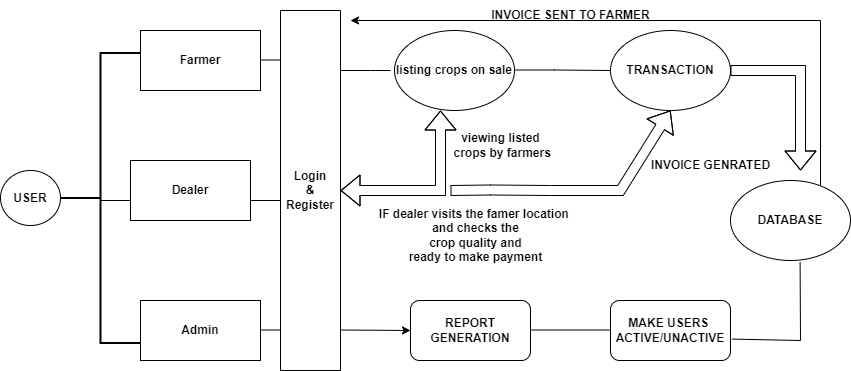 INVOICE SENT TO FARMER
Farmer
listing crops on sale
TRANSACTION
viewing listed
crops by farmers
INVOICE GENRATED
USER
Dealer
Login
&
Register
IF dealer visits the famer location
and checks the
crop quality and
ready to make payment
DATABASE
Admin
REPORT
GENERATION
MAKE USERS
ACTIVE/UNACTIVE